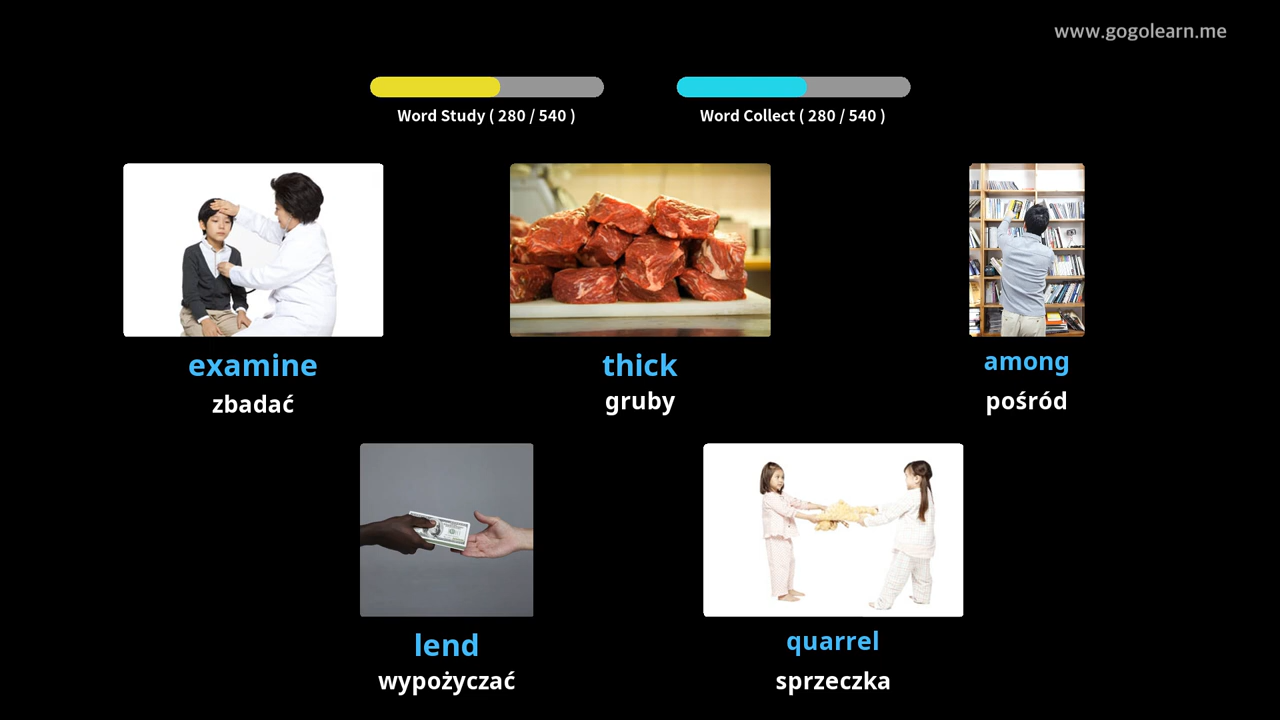 www.gogolearn.me
Word Study ( 280 / 540 )
Word Collect ( 280 / 540 )
examine
zbadać
thick
gruby
among
pośród
lend
wypożyczać
quarrel
sprzeczka